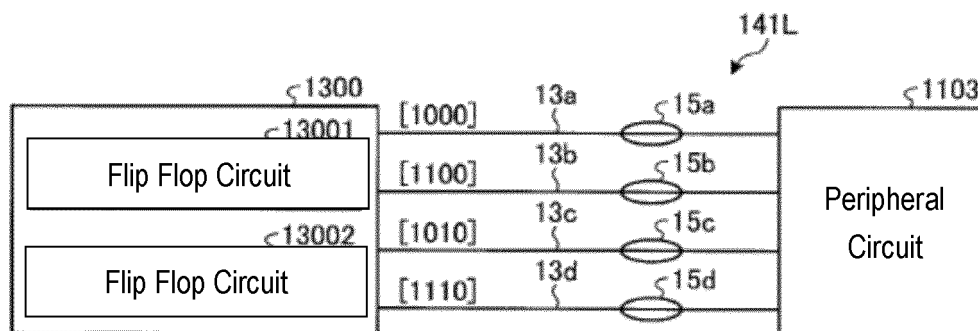 141L
1300
1103
[1000]
13a
15a
13001
Flip Flop Circuit
[1100]
13b
15b
Peripheral
Circuit
13002
[1010]
13c
15c
Flip Flop Circuit
[1110]
13d
15d